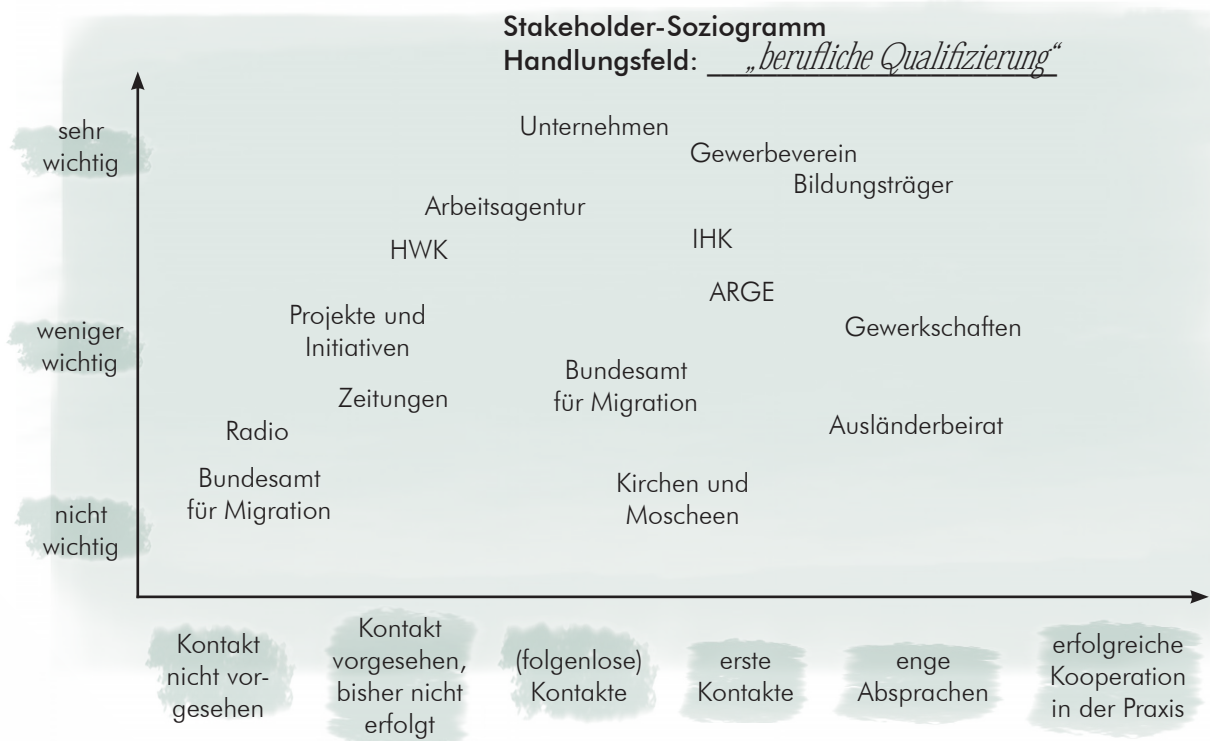 Stakeholder-Soziogramm
Handlungsfeld: „berufliche Qualifizierung“
sehr
wichtig
Unternehmen
Gewerbeverein
Bildungsträger
Arbeitsagentur
HWK
IHK
ARGE
Projekte und
Initiativen
Gewerkschaften
weniger
wichtig
Bundesamt
für Migration
Zeitungen
Radio
Ausländerbeirat
Bundesamt
für Migration
Kirchen und
Moscheen
nicht
wichtig
Kontakt
nicht vor-
gesehen
Kontakt
vorgesehen,
bisher nicht
erfolgt
(folgenlose)
Kontakte
erste
Kontakte
enge
Absprachen
erfolgreiche
Kooperation
in der Praxis